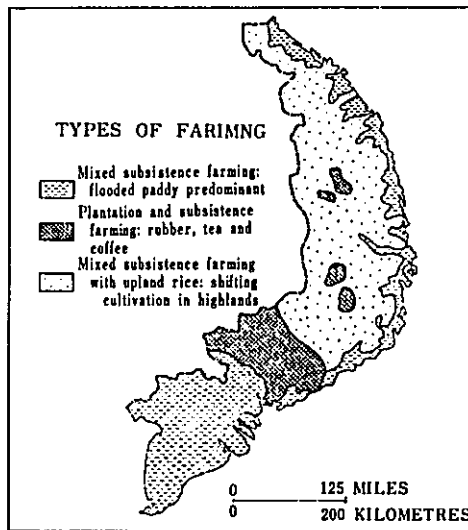 TYPES OF FARIMNG
Mixed subsistence farming:
flooded paddy predominant
Plantation and subsistence
farming: rubber, tea and
coffee
Mixed subsistence farming
with upland rice: shifting
cultivation in highlands
0 125 MILES
0 200 KILOMETRES